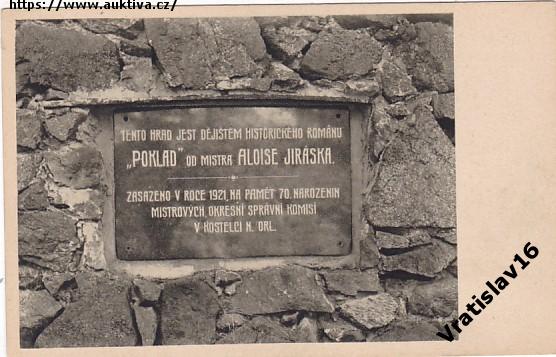 https://www.auktiva.cz/
TENTO HRAD JEST DĚJIŠTĚM HISTORICKÉHO ROMÁNU
„POKLAD" OD MISTRA ALOISE JIRÁSKA.
ZASAZENO V ROCE 1921, NA PAMĚT 70. NAROZENIN
MISTROVÝCH, OKRESNÍ SPRÁVNÍ KOMISÍ
V KOSTELCI N. ORL.
Vratislav16